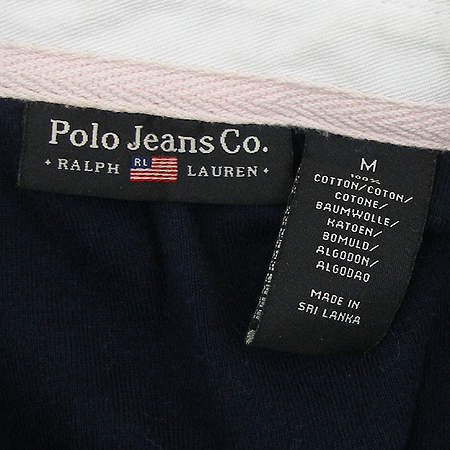 Polo Jeans Co.
RALPH RL LAUREN
M
100%
COTTON/COTON/
COTONE/
BAUMWOLLE/
KATOEN/
BOMULD/
ALGODON/
ALGODAO
MADE IN
SRI LANKA